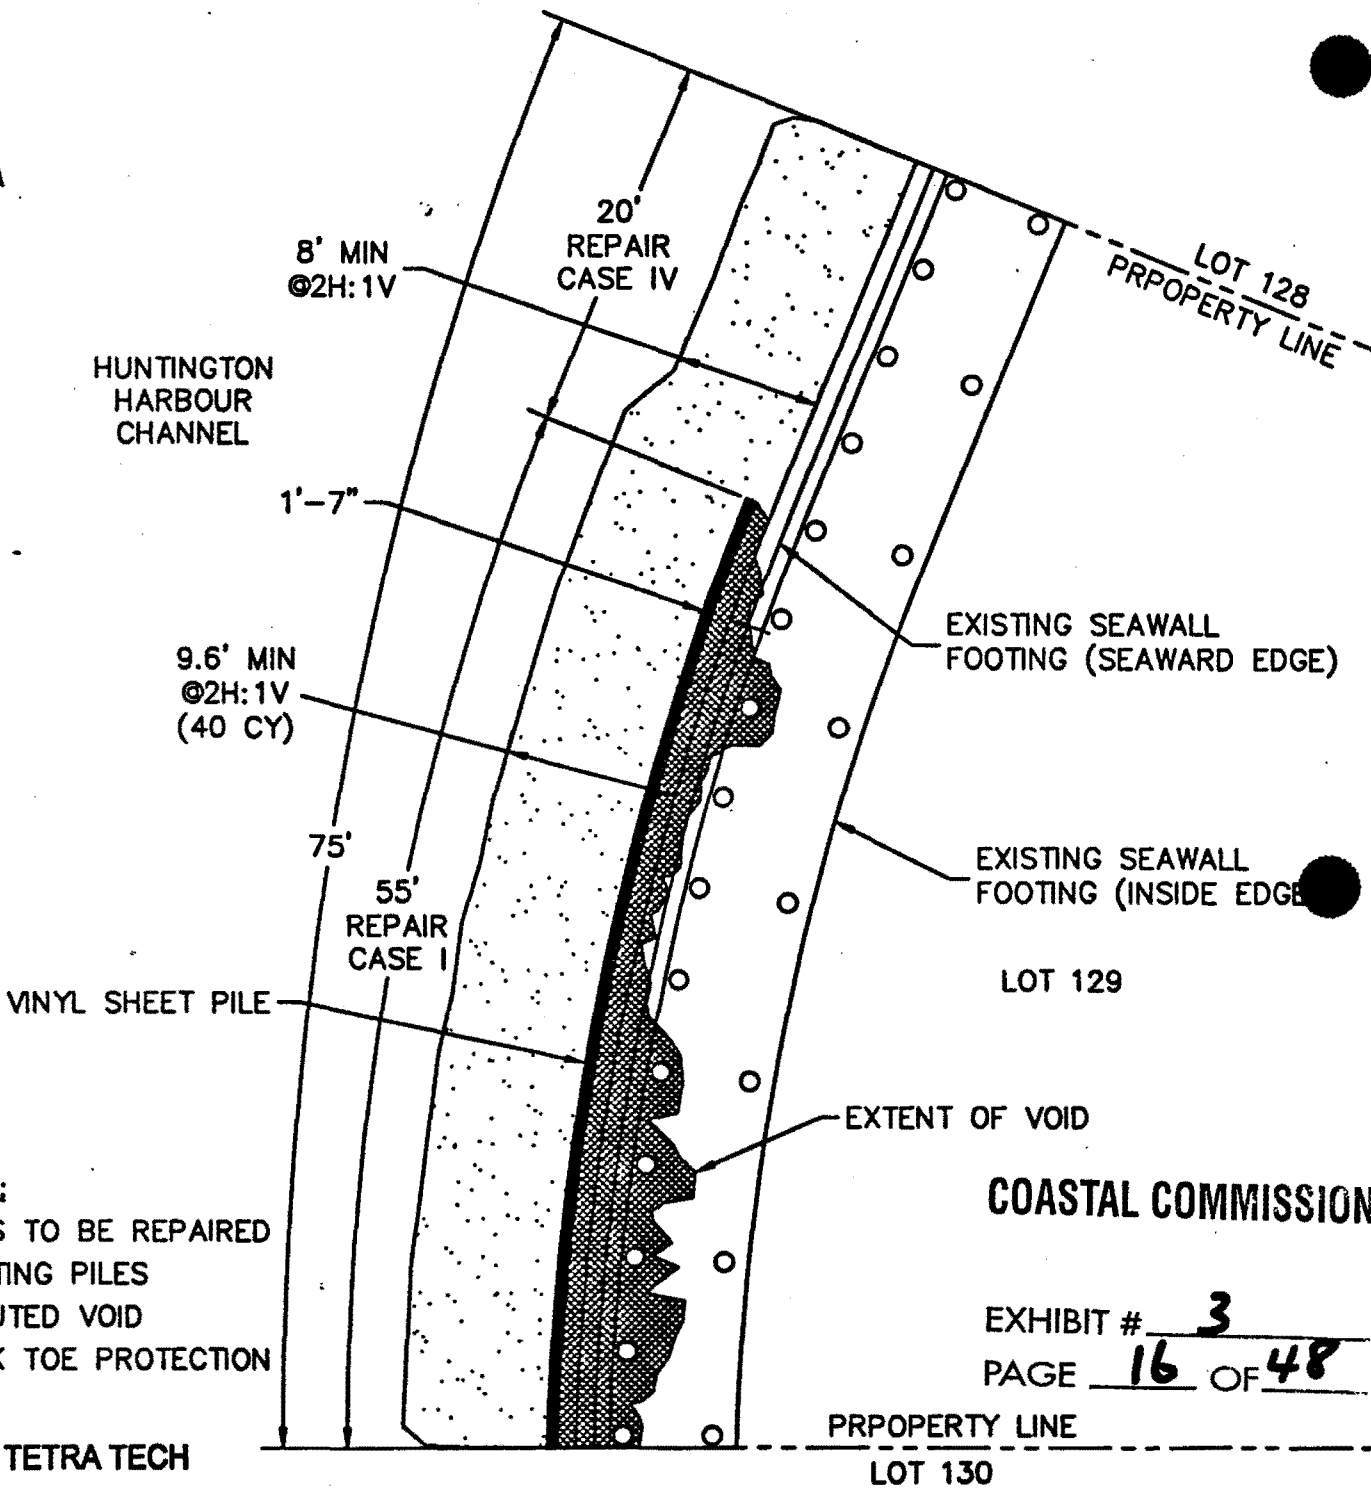 20'
REPAIR
CASE IV
8' MIN
@2H:1V
LOT 128
PRPOPERTY LINE
HUNTINGTON
HARBOUR
CHANNEL
1'-7"
EXISTING SEAWALL
FOOTING (SEAWARD EDGE)
9.6' MIN
@2H:1V
(40 CY)
75'
55'
REPAIR
CASE I
EXISTING SEAWALL
FOOTING (INSIDE EDGE
LOT 129
VINYL SHEET PILE
EXTENT OF VOID
COASTAL COMMISSION
S TO BE REPAIRED
TING PILES
UTED VOID
K TOE PROTECTION
EXHIBIT # 3
PAGE 16 OF 48
PRPOPERTY LINE
LOT 130
TETRA TECH